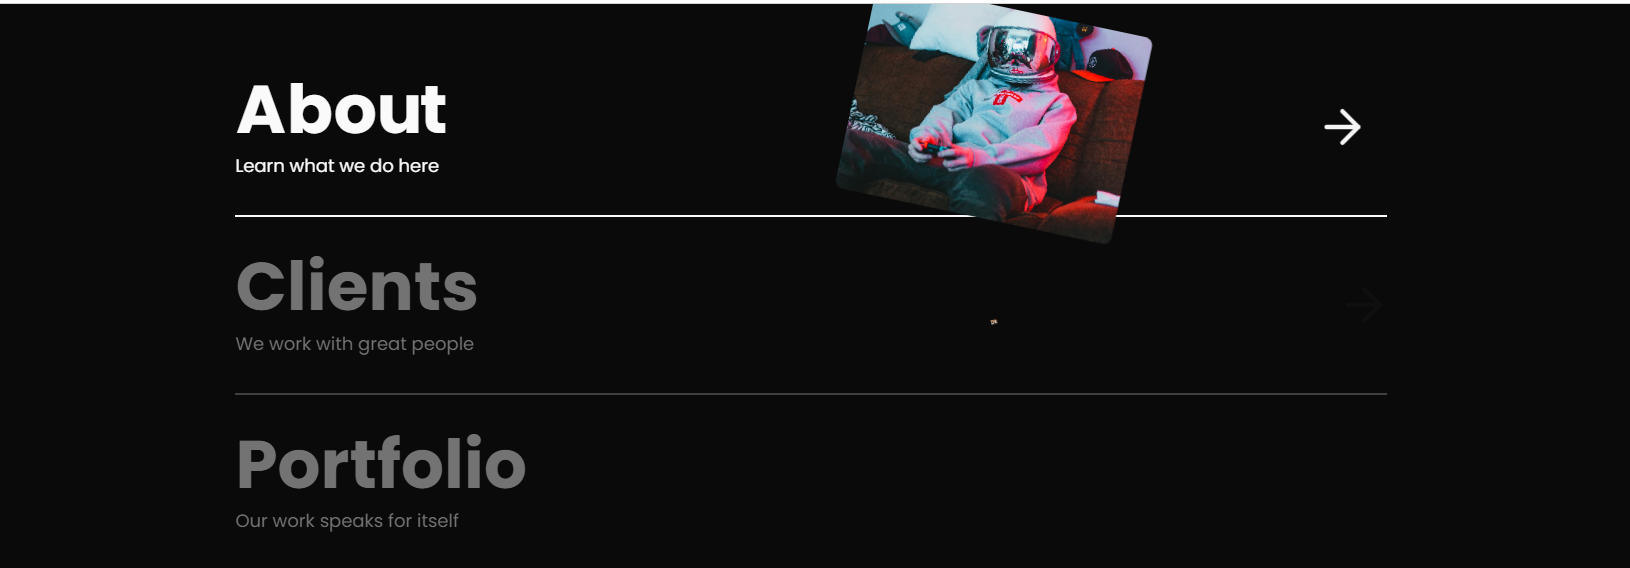 About
Learn what we do here
Clients
We work with great people
Portfolio
Our work speaks for itself